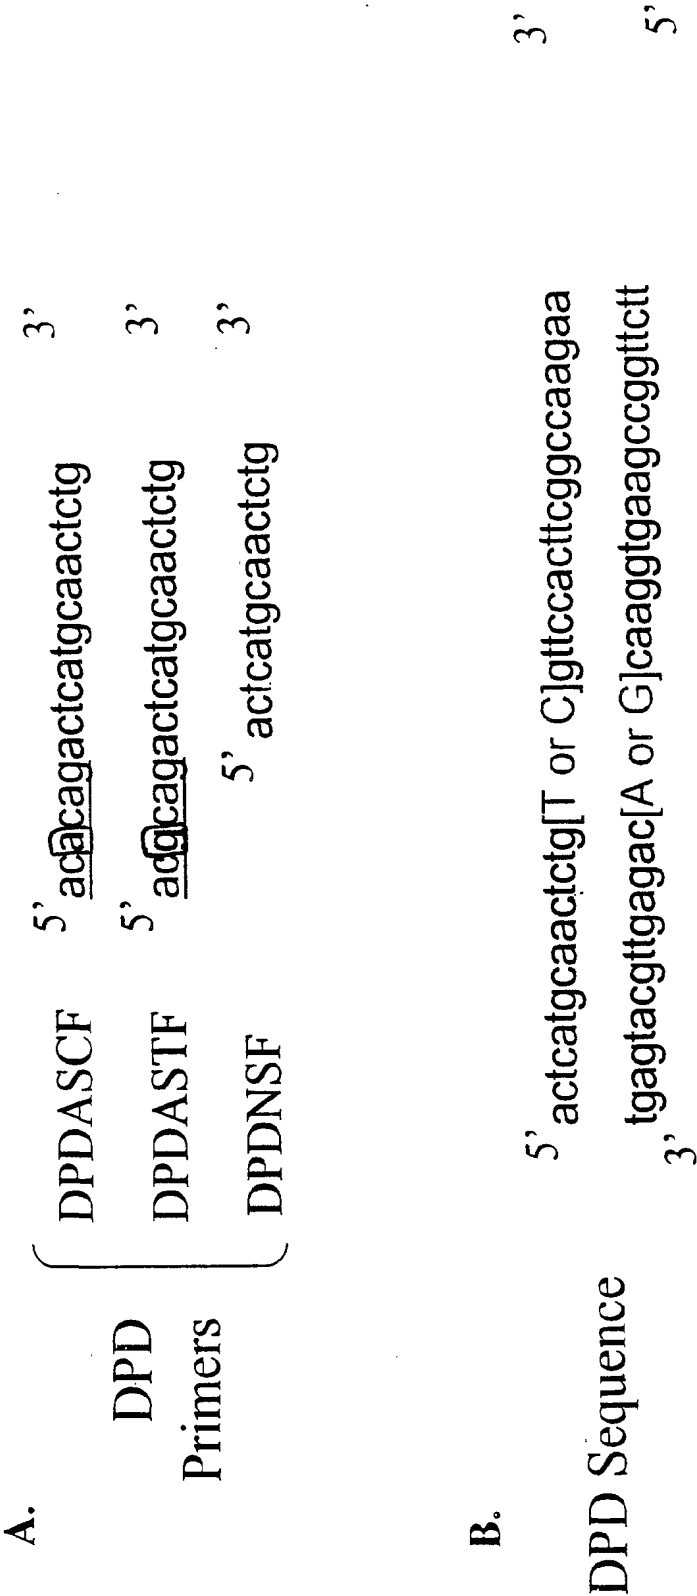 A.
DPD
Primers
DPDASCF 5’ acacagactcatgcaactctg 3’
DPDASTF 5’ acgcagactcatgcaactctg 3’
DPDNSF 5’ actcatgcaactctg 3’
B.
DPD Sequence
5’ actcatgcaactctg[T or C]gttccacttcggccaagaa 3’
3’ tgagtacgttgagac[A or G]caaggtgaagccggttctt 5’